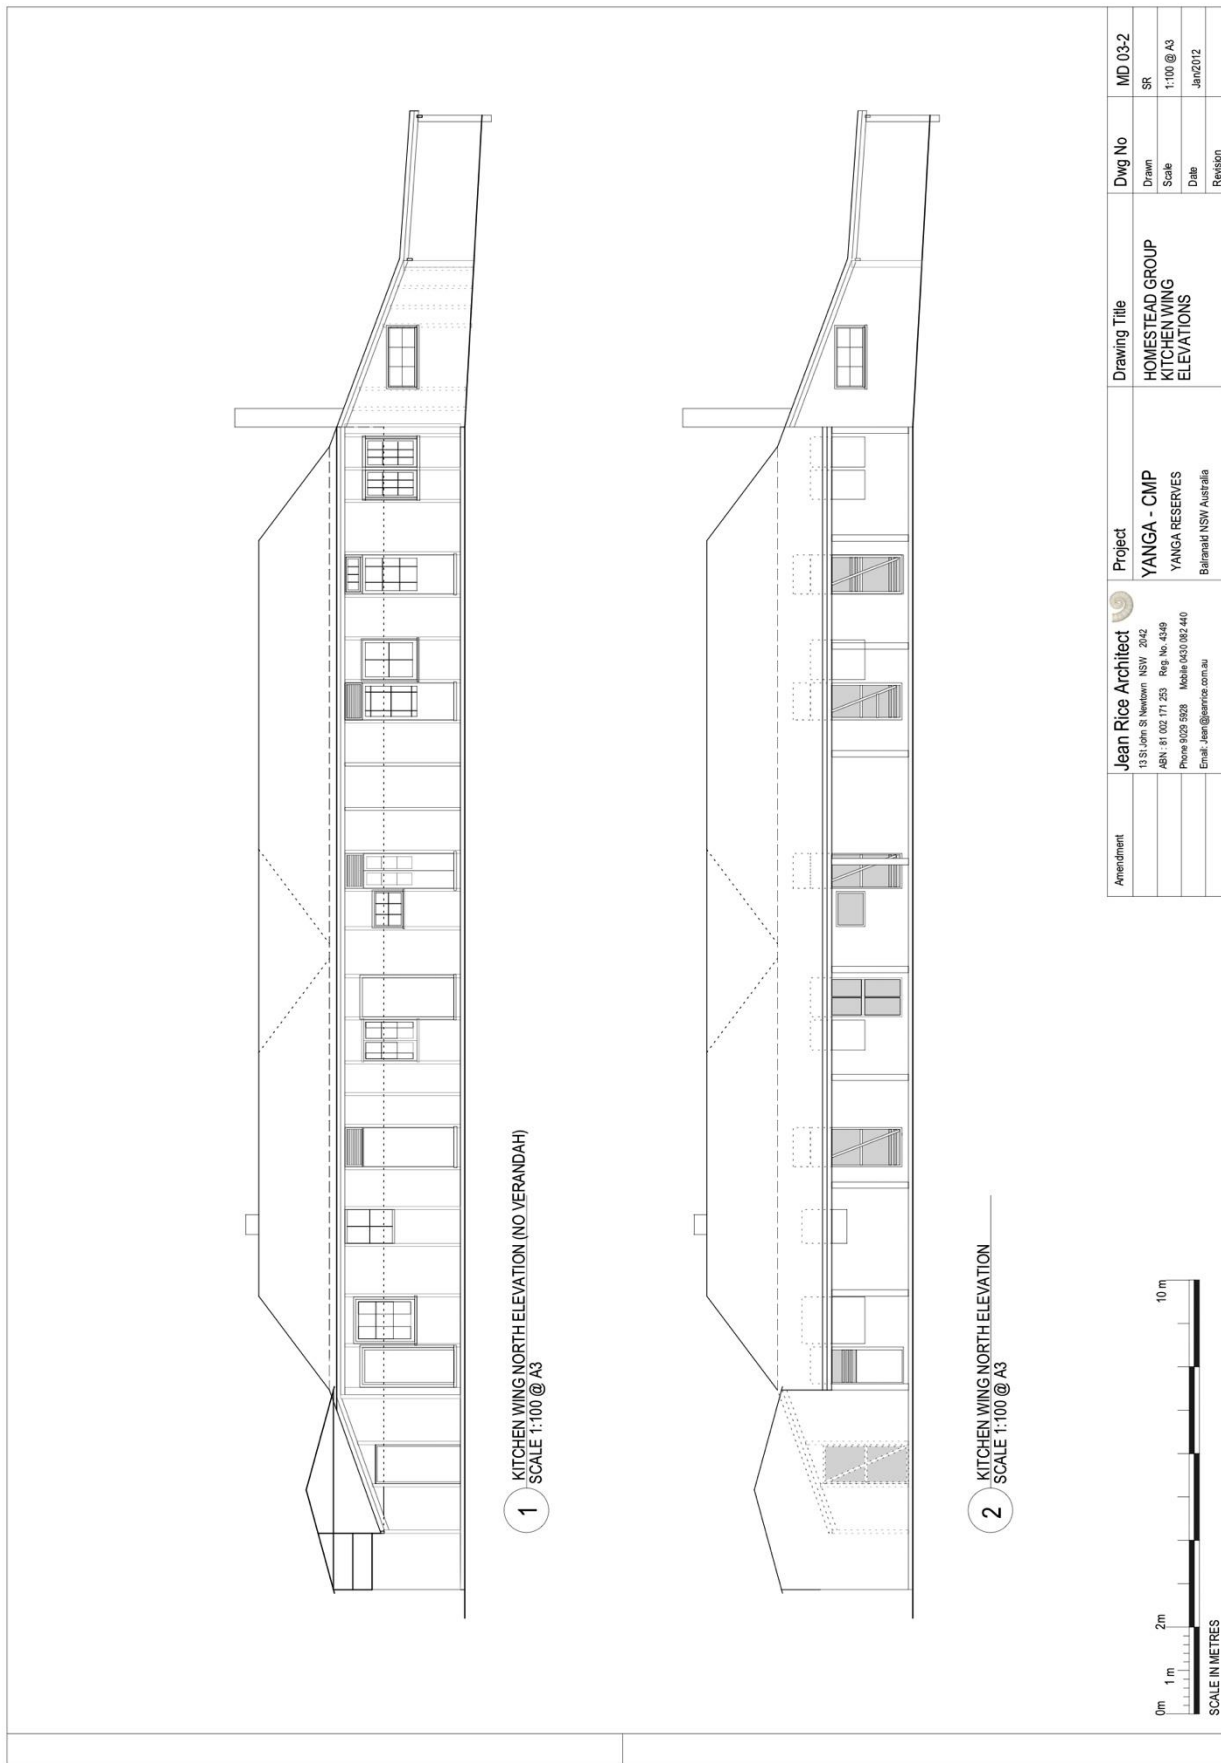 1
KITCHEN WING NORTH ELEVATION (NO VERANDAH)
SCALE 1:100 @ A3
2
KITCHEN WING NORTH ELEVATION
SCALE 1:100 @ A3
0m 1 m 2m 10 m
SCALE IN METRES
Amendment
Jean Rice Architect
13 St John St Newtown NSW 2042
ABN : 81 002 171 253 Reg. No. 4349
Phone 9029 5928 Mobile 0430 082 440
Email: Jean@jeanrice.com.au
Project
YANGA - CMP
YANGA RESERVES
Balranald NSW Australia
Drawing Title
HOMESTEAD GROUP
KITCHEN WING
ELEVATIONS
Dwg No MD 03-2
Drawn SR
Scale 1:100 @ A3
Date Jan/2012
Revision